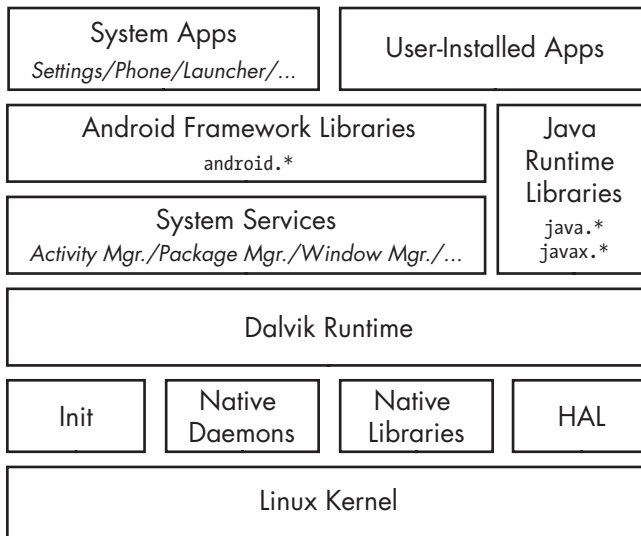 System Apps
Settings/Phone/Launcher/...
User-Installed Apps
Android Framework Libraries
android.*
Java
Runtime
Libraries
java.*
javax.*
System Services
Activity Mgr./Package Mgr./Window Mgr./...
Dalvik Runtime
Init
Native
Daemons
Native
Libraries
HAL
Linux Kernel